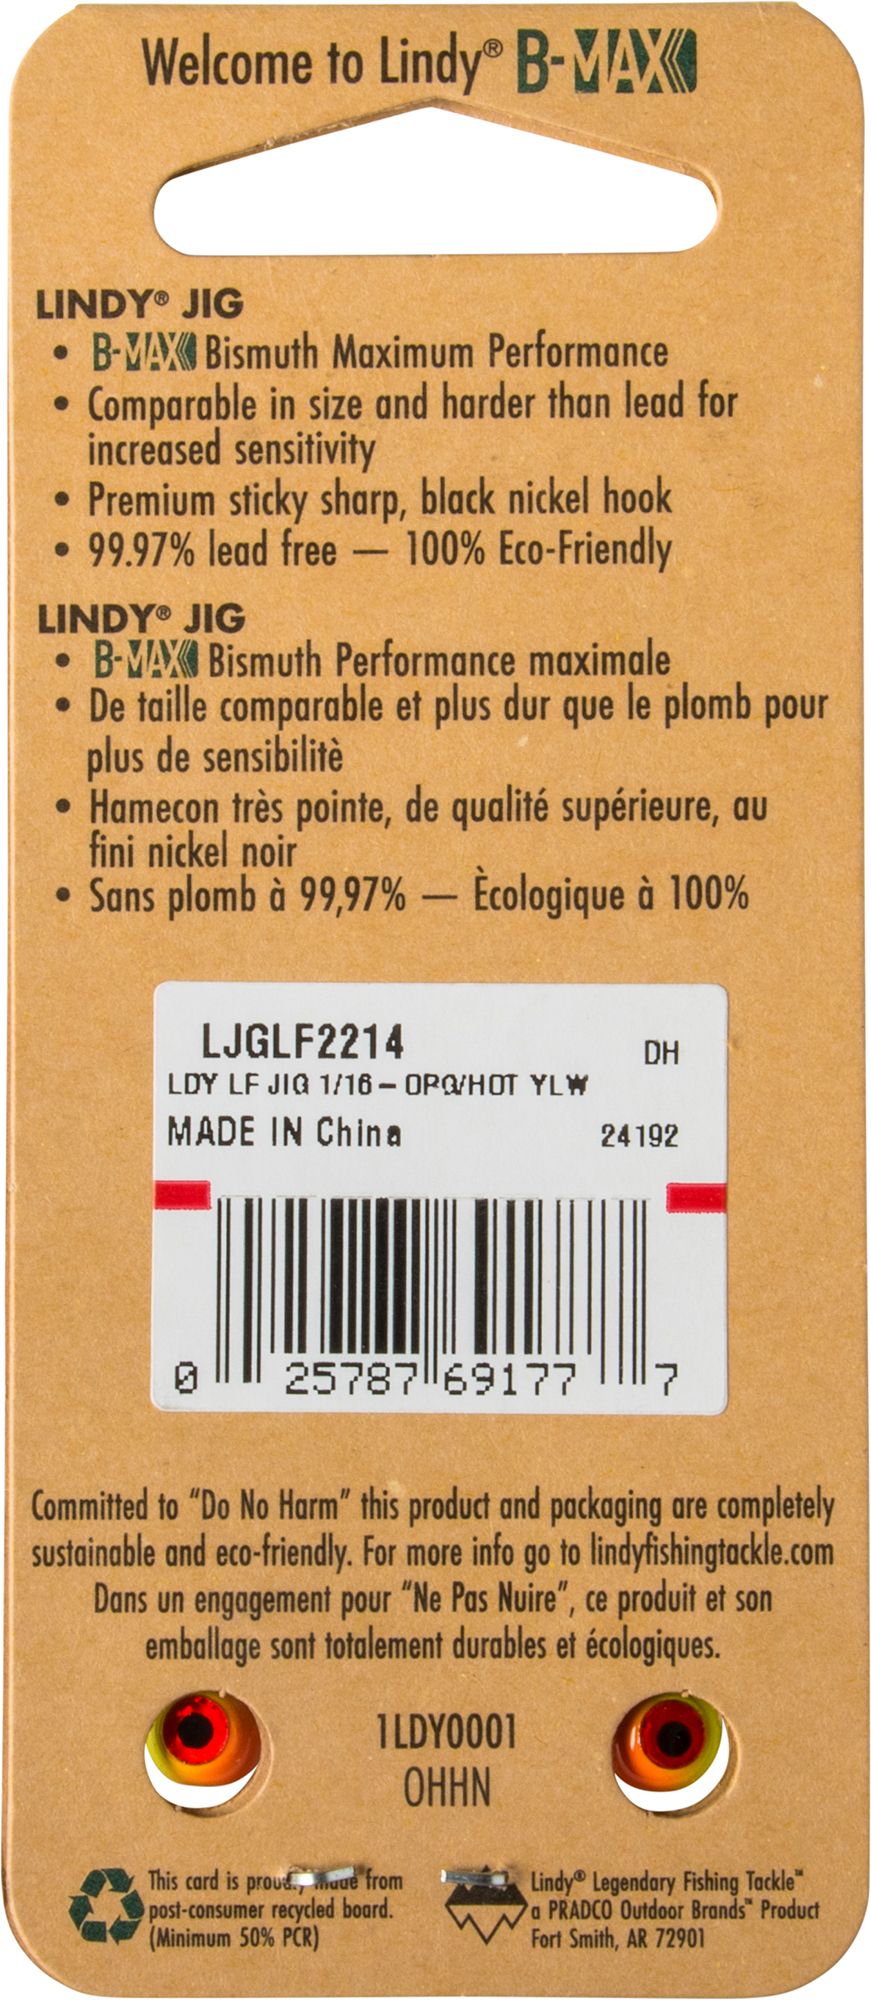 Welcome to Lindy® B-MAX
LINDY® JIG
• B-MAX Bismuth Maximum Performance
• Comparable in size and harder than lead for
increased sensitivity
• Premium sticky sharp, black nickel hook
• 99.97% lead free — 100% Eco-Friendly
LINDY® JIG
• B-MAX Bismuth Performance maximale
• De taille comparable et plus dur que le plomb pour
plus de sensibilitè
• Hamecon très pointe, de qualité supérieure, au
fini nickel noir
• Sans plomb à 99,97% — Ècologique à 100%
LJGLF2214
DH
LDY LF JIG 1/16 - ORG/HOT YLW
MADE IN China
24192
0 25787 69177 7
Committed to “Do No Harm” this product and packaging are completely
sustainable and eco-friendly. For more info go to lindyfishingtackle.com
Dans un engagement pour “Ne Pas Nuire”, ce produit et son
emballage sont totalement durables et écologiques.
1LDY0001
OHHN
This card is proudly made from
post-consumer recycled board.
(Minimum 50% PCR)
Lindy® Legendary Fishing Tackle™
a PRADCO Outdoor Brands™ Product
Fort Smith, AR 72901